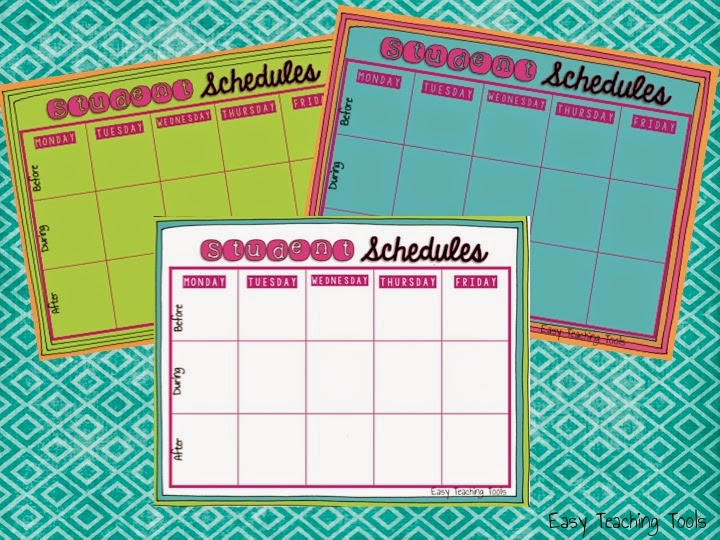 Student Schedules
MONDAY TUESDAY WEDNESDAY THURSDAY FRID
Before
During
After
Student Schedules
MONDAY TUESDAY WEDNESDAY THURSDAY FRIDAY
Before
During
Easy Teaching Tools
Student Schedules
MONDAY TUESDAY WEDNESDAY THURSDAY FRIDAY
Before
During
After
Easy Teaching Tools
Easy Teaching Tools